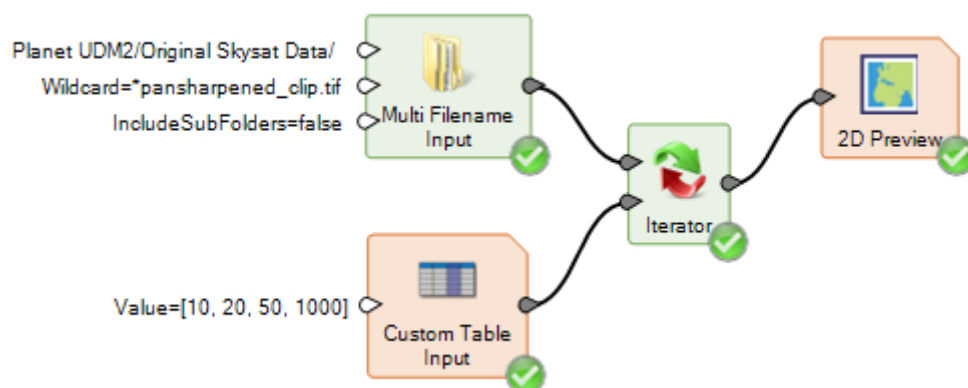 Planet UDM2/Original Skysat Data/
Wildcard=*pansharpened_clip.tif
IncludeSubFolders=false
Multi Filename
Input
2D Preview
Iterator
Value=[10, 20, 50, 1000]
Custom Table
Input